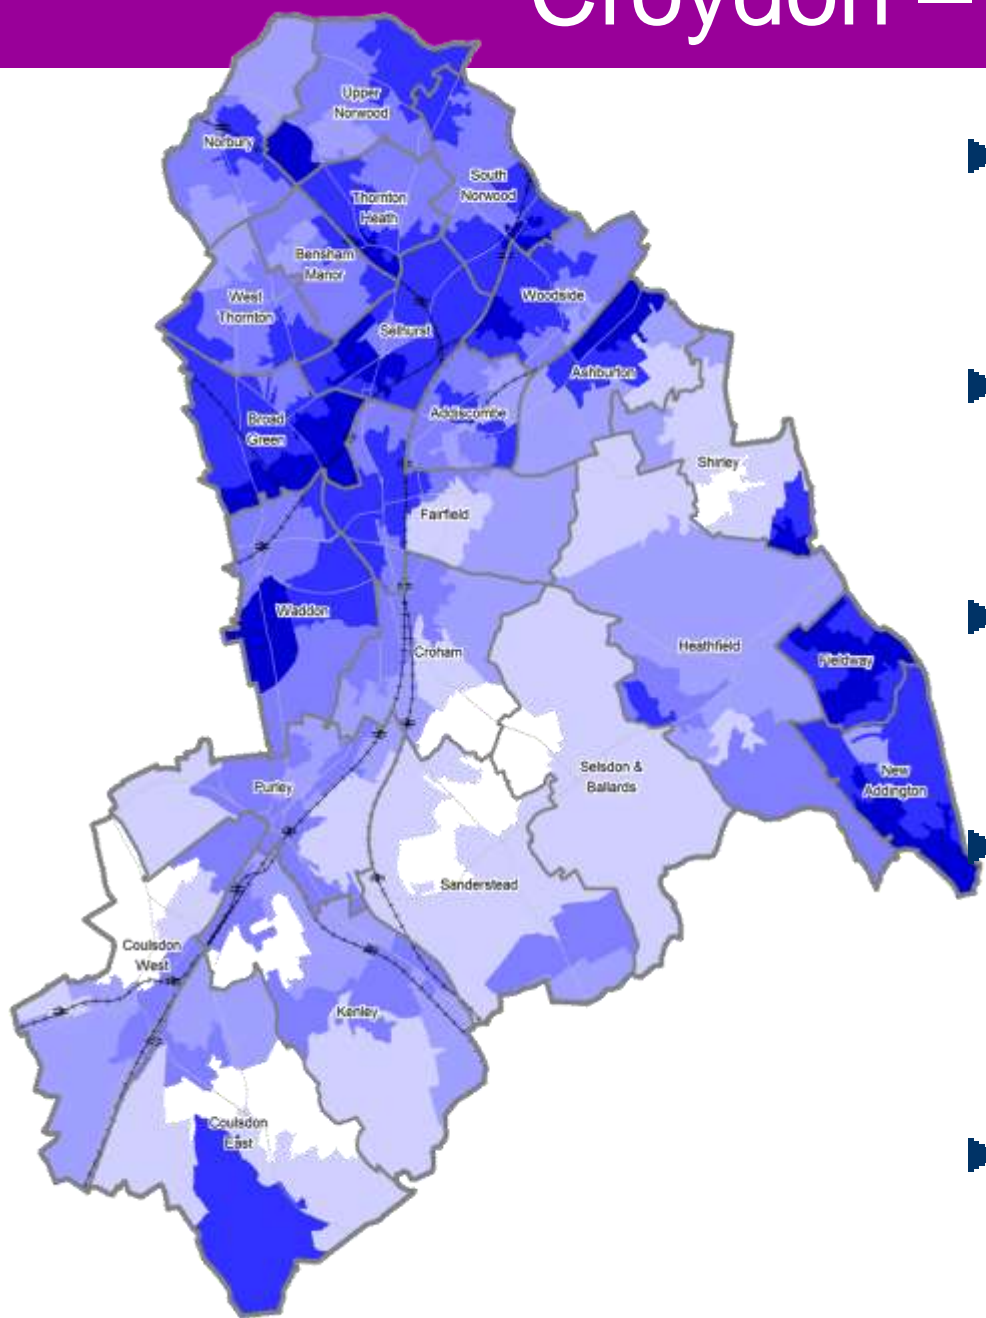 Croydon –
Upper
Norwood
Norbury
South
Norwood
Thornton
Heath
Bensham
Manor
West
Thornton
Woodside
Selhurst
Ashburton
Addiscombe
Broad
Green
Shirley
Fairfield
Waddon
Heathfield
Croham
Fieldway
Selsdon &
Ballards
New
Addington
Purley
Sanderstead
Coulsdon
West
Kenley
Coulsdon
East